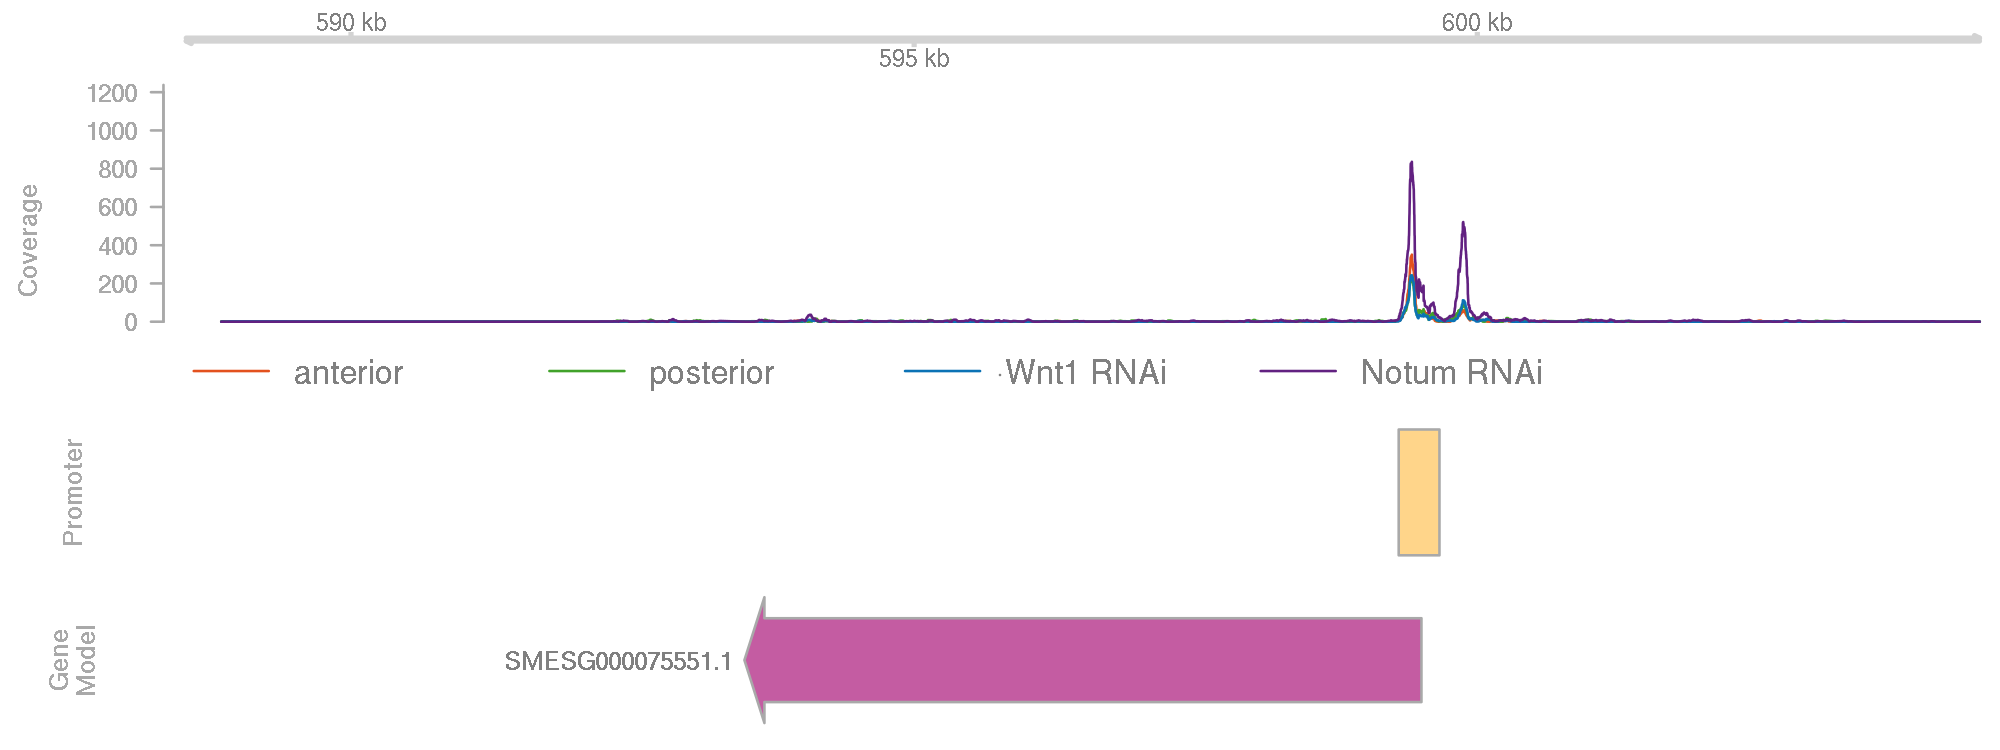 590 kb
600 kb
595 kb
1200
1000
800
600
400
200
0
Coverage
anterior
posterior
Wnt1 RNAi
Notum RNAi
Promoter
Gene
Model
SMESG000075551.1